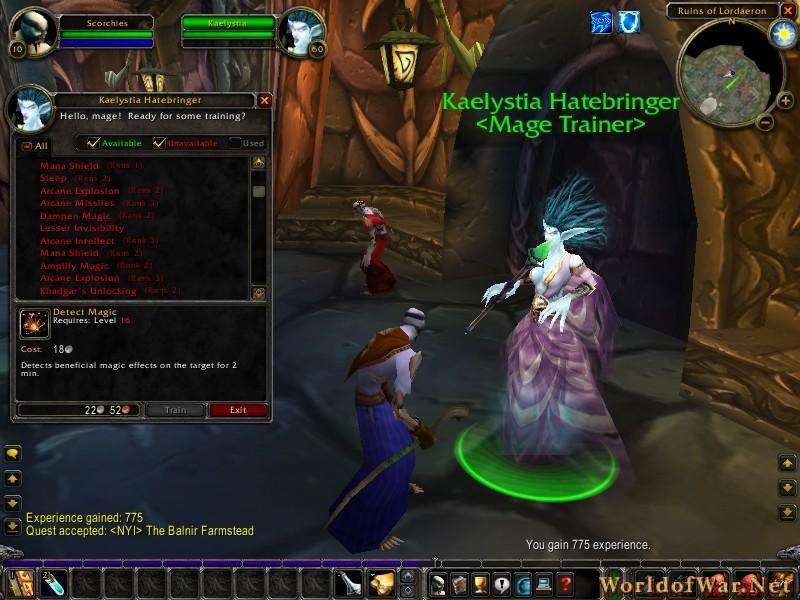 Scorchies
10
Kaelystia
60
Ruins of Lordaeron
N
Kaelystia Hatebringer
Hello, mage! Ready for some training?
All
Available
Unavailable
Used
Mana Shield (Rank 1)
Sleep (Rank 2)
Arcane Explosion (Rank 2)
Arcane Missiles (Rank 3)
Dampen Magic (Rank 2)
Lesser Invisibility
Arcane Intellect (Rank 3)
Mana Shield (Rank 2)
Amplify Magic (Rank 2)
Arcane Explosion (Rank 3)
Khadgar's Unlocking (Rank 2)
Detect Magic
Requires: Level 16
Cost: 18
Detects beneficial magic effects on the target for 2
min.
22 52
Train
Exit
Kaelystia Hatebringer
<Mage Trainer>
Experience gained: 775
Quest accepted: <NYI> The Balnir Farmstead
You gain 775 experience.
WorldofWar.Net